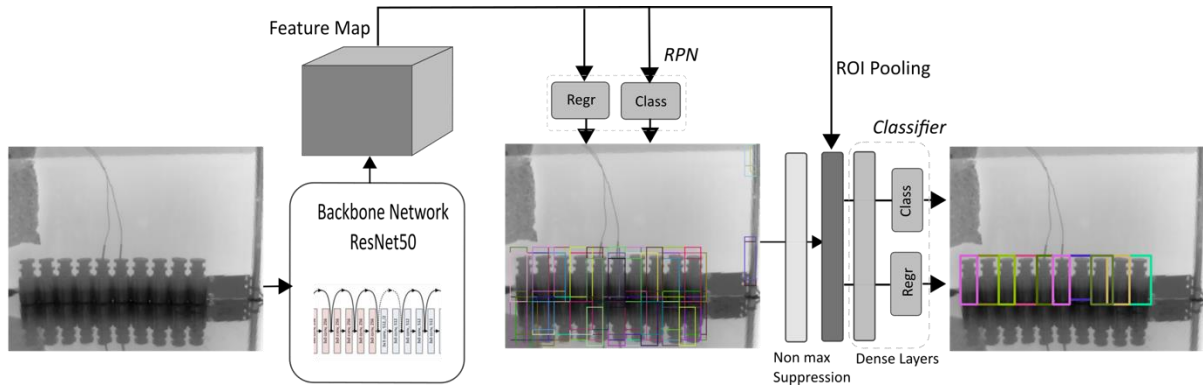 Feature Map
RPN
Regr
Class
ROI Pooling
Classifier
Backbone Network
ResNet50
Class
Regr
Non max
Suppression
Dense Layers